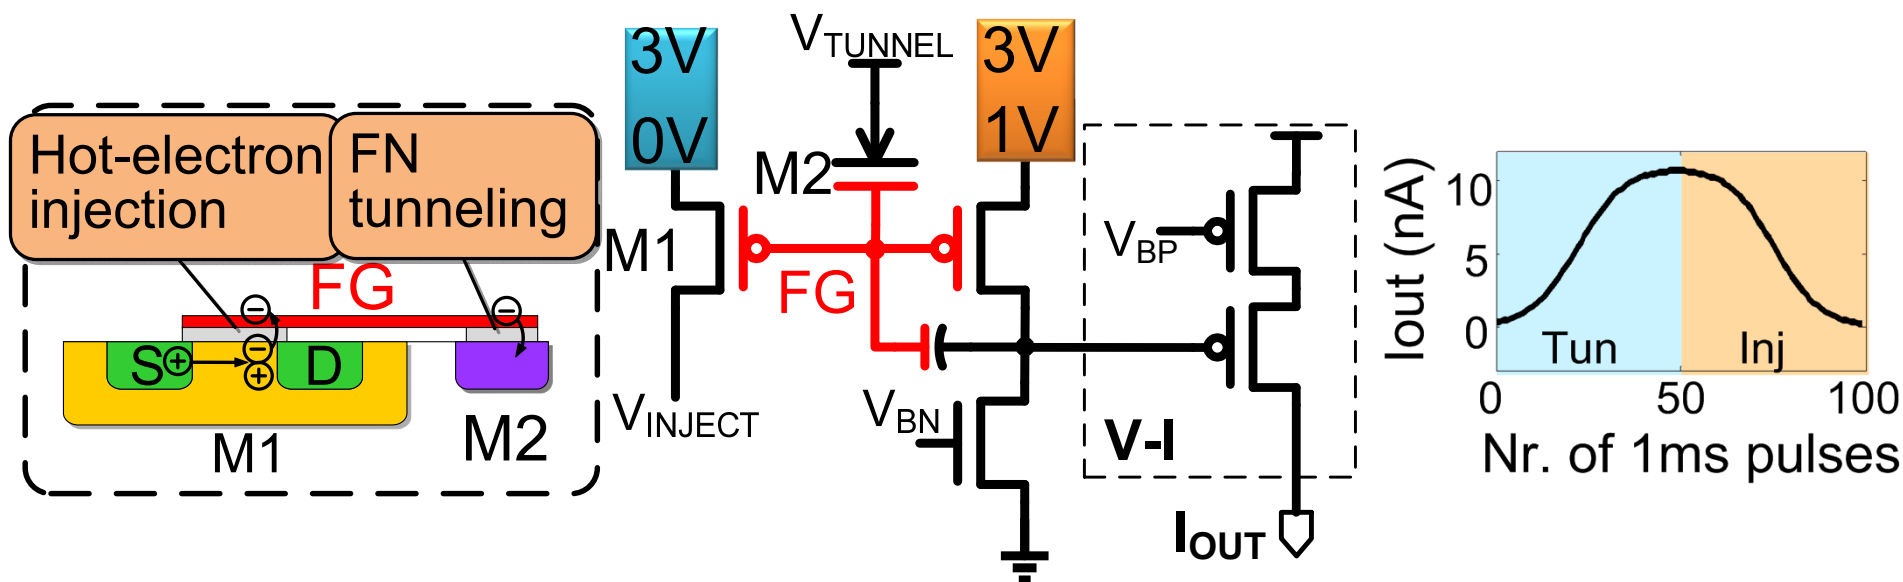 Hot-electron
injection
FN
tunneling
FG
S
D
M1
M2
3V
0V
VTUNNEL
3V
1V
M2
M1
FG
VINJECT
VBN
VBP
V-I
IOUT
Iout (nA)
10
5
0
Tun
Inj
0
50
100
Nr. of 1ms pulses